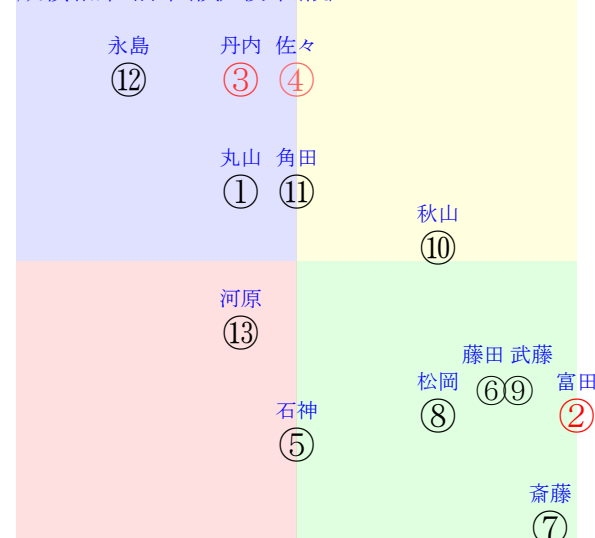 永島 丹内 佐々
⑫ ③ ④
丸山 角田
① ⑪
秋山
⑩
河原
⑬
藤田 武藤
⑥⑨
松岡 富田
⑧ ②
石神
⑤
斎藤
⑦